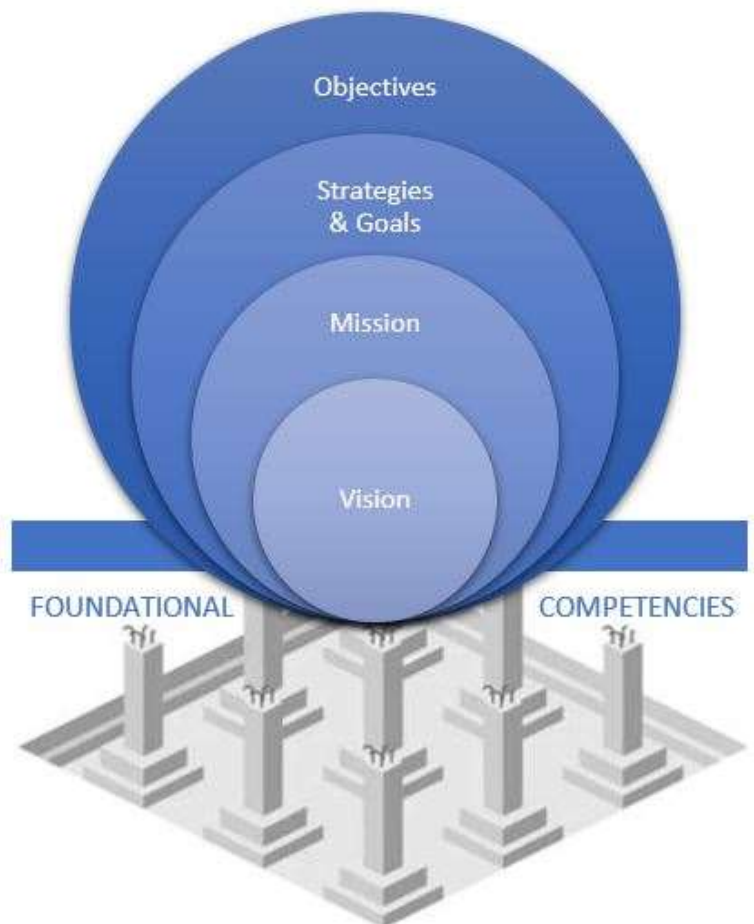 Objectives
Strategies
& Goals
Mission
Vision
FOUNDATIONAL COMPETENCIES